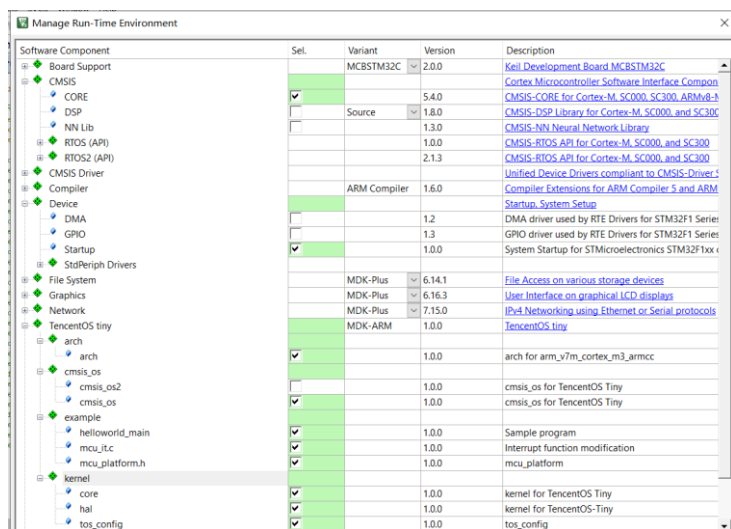 Manage Run-Time Environment
Software Component Sel. Variant Version Description
Board Support MCBSTM32C 2.0.0 Keil Development Board MCBSTM32C
CMSIS Cortex Microcontroller Software Interface Compon
CORE 5.4.0 CMSIS-CORE for Cortex-M, SC000, SC300, ARMv8-M
DSP Source 1.8.0 CMSIS-DSP Library for Cortex-M, SC000, and SC300
NN Lib 1.3.0 CMSIS-NN Neural Network Library
RTOS (API) 1.0.0 CMSIS-RTOS API for Cortex-M, SC000, and SC300
RTOS2 (API) 2.1.3 CMSIS-RTOS API for Cortex-M, SC000, and SC300
CMSIS Driver Unified Device Drivers compliant to CMSIS-Driver S
Compiler ARM Compiler 1.6.0 Compiler Extensions for ARM Compiler 5 and ARM
Device Startup, System Setup
DMA 1.2 DMA driver used by RTE Drivers for STM32F1 Series
GPIO 1.3 GPIO driver used by RTE Drivers for STM32F1 Series
Startup 1.0.0 System Startup for STMicroelectronics STM32F1xx
StdPeriph Drivers
File System MDK-Plus 6.14.1 File Access on various storage devices
Graphics MDK-Plus 6.16.3 User Interface on graphical LCD displays
Network MDK-Plus 7.15.0 IPv4 Networking using Ethernet or Serial protocols
TencentOS tiny MDK-ARM 1.0.0 TencentOS tiny
arch
arch 1.0.0 arch for arm_v7m_cortex_m3_armcc
cmsis_os
cmsis_os2 1.0.0 cmsis_os for TencentOS Tiny
cmsis_os 1.0.0 cmsis_os for TencentOS Tiny
example
helloworld_main 1.0.0 Sample program
mcu_it.c 1.0.0 Interrupt function modification
mcu_platform.h 1.0.0 mcu_platform
kernel
core 1.0.0 kernel for TencentOS Tiny
hal 1.0.0 kernel for TencentOS-Tiny
tos_config 1.0.0 tos_config